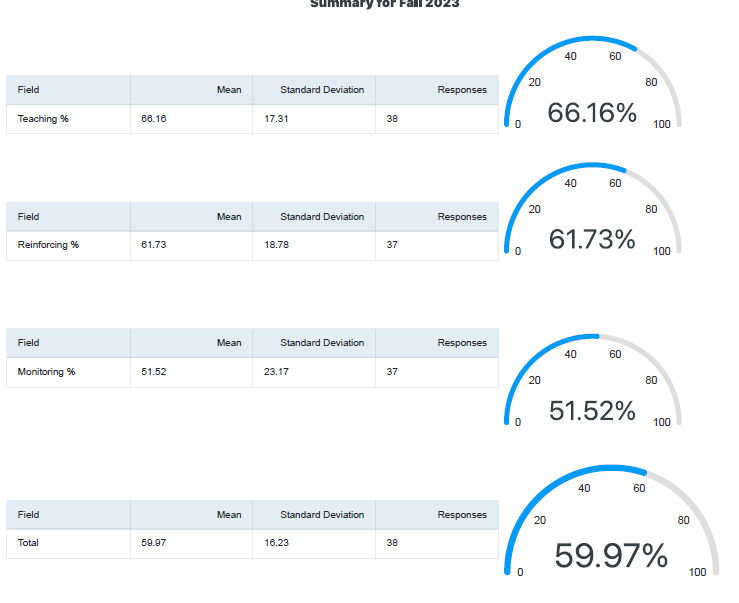 Summary for Fall 2023
Field Mean Standard Deviation Responses
Teaching % 66.16 17.31 38
0 20 40 60 80 100
66.16%
Field Mean Standard Deviation Responses
Reinforcing % 61.73 18.78 37
0 20 40 60 80 100
61.73%
Field Mean Standard Deviation Responses
Monitoring % 51.52 23.17 37
0 20 40 60 80 100
51.52%
Field Mean Standard Deviation Responses
Total 59.97 16.23 38
0 20 40 60 80 100
59.97%